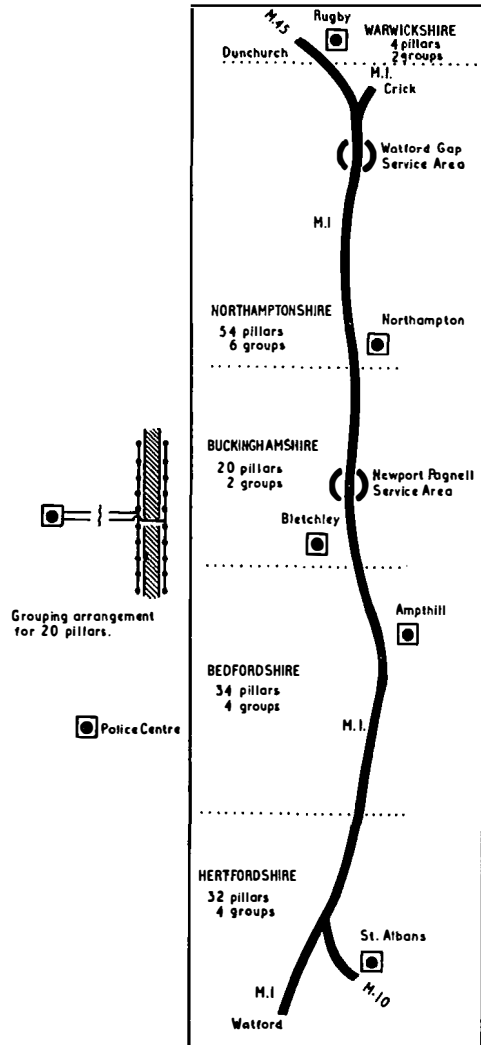 M.45
Rugby
WARWICKSHIRE
4 pillars
2 groups
Dunchurch
M.1.
Crick
Watford Gap
Service Area
M.1
NORTHAMPTONSHIRE
54 pillars
6 groups
Northampton
BUCKINGHAMSHIRE
20 pillars
2 groups
Newport Pagnell
Service Area
Bletchley
Grouping arrangement
for 20 pillars.
Ampthill
BEDFORDSHIRE
34 pillars
4 groups
Police Centre
M.1.
HERTFORDSHIRE
32 pillars
4 groups
St. Albans
M.1
M.10
Watford